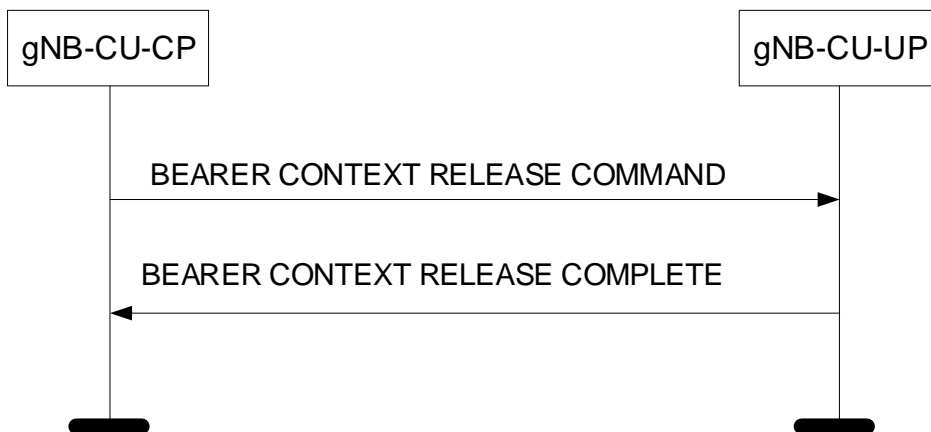 gNB-CU-CP
gNB-CU-UP
BEARER CONTEXT RELEASE COMMAND
BEARER CONTEXT RELEASE COMPLETE